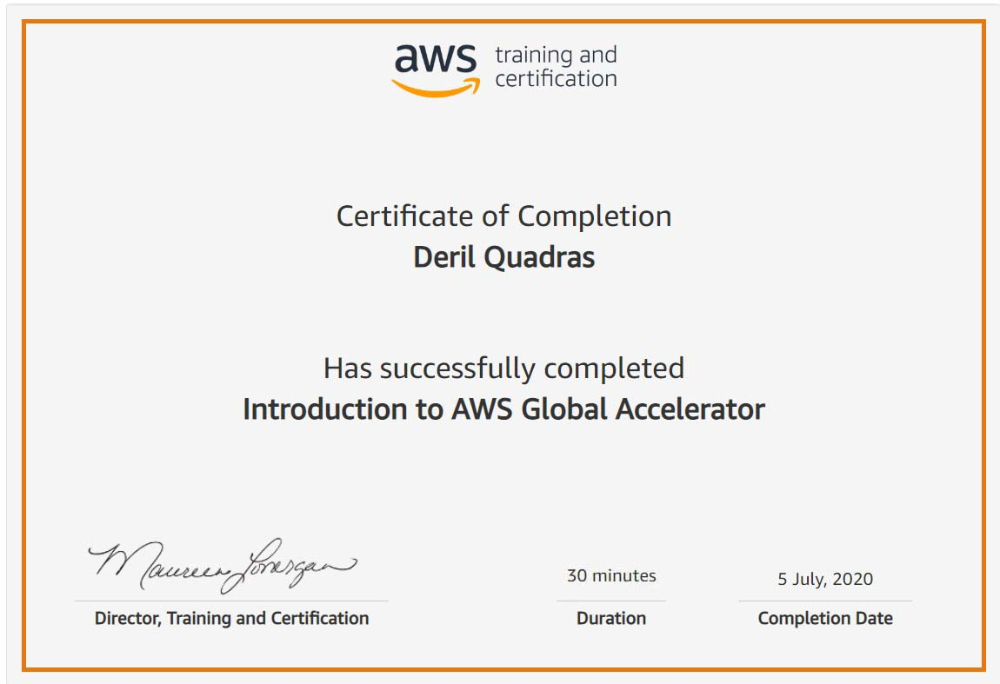 aws training and
certification
Certificate of Completion
Deril Quadras
Has successfully completed
Introduction to AWS Global Accelerator
Maureen Lonergan
30 minutes
5 July, 2020
Director, Training and Certification
Duration
Completion Date